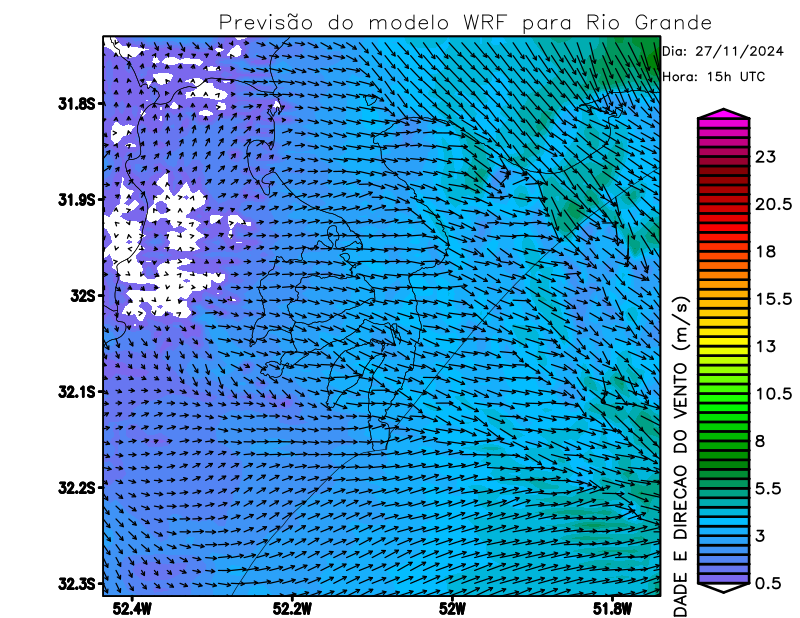 Previsão do modelo WRF para Rio Grande
Dia: 27/11/2024
Hora: 15h UTC
31.8S
31.9S
32S
32.1S
32.2S
32.3S
52.4W
52.2W
52W
51.8W
DADE E DIRECAO DO VENTO (m/s)
23
20.5
18
15.5
13
10.5
8
5.5
3
0.5